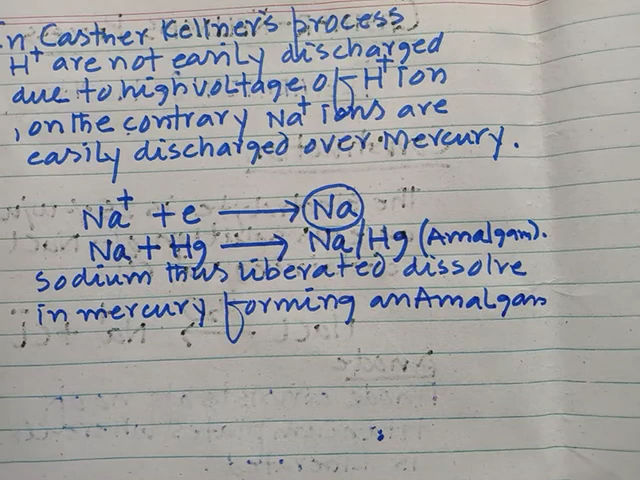 In Castner Kellner's process
H⁺ are not easily discharged
due to high voltage of H⁺ ion
, on the contrary Na⁺ ions are
easily discharged over Mercury.
Na⁺ + e ⟶ Na
Na + Hg ⟶ Na/Hg (Amalgam).
Sodium thus liberated dissolve
in mercury forming an Amalgam